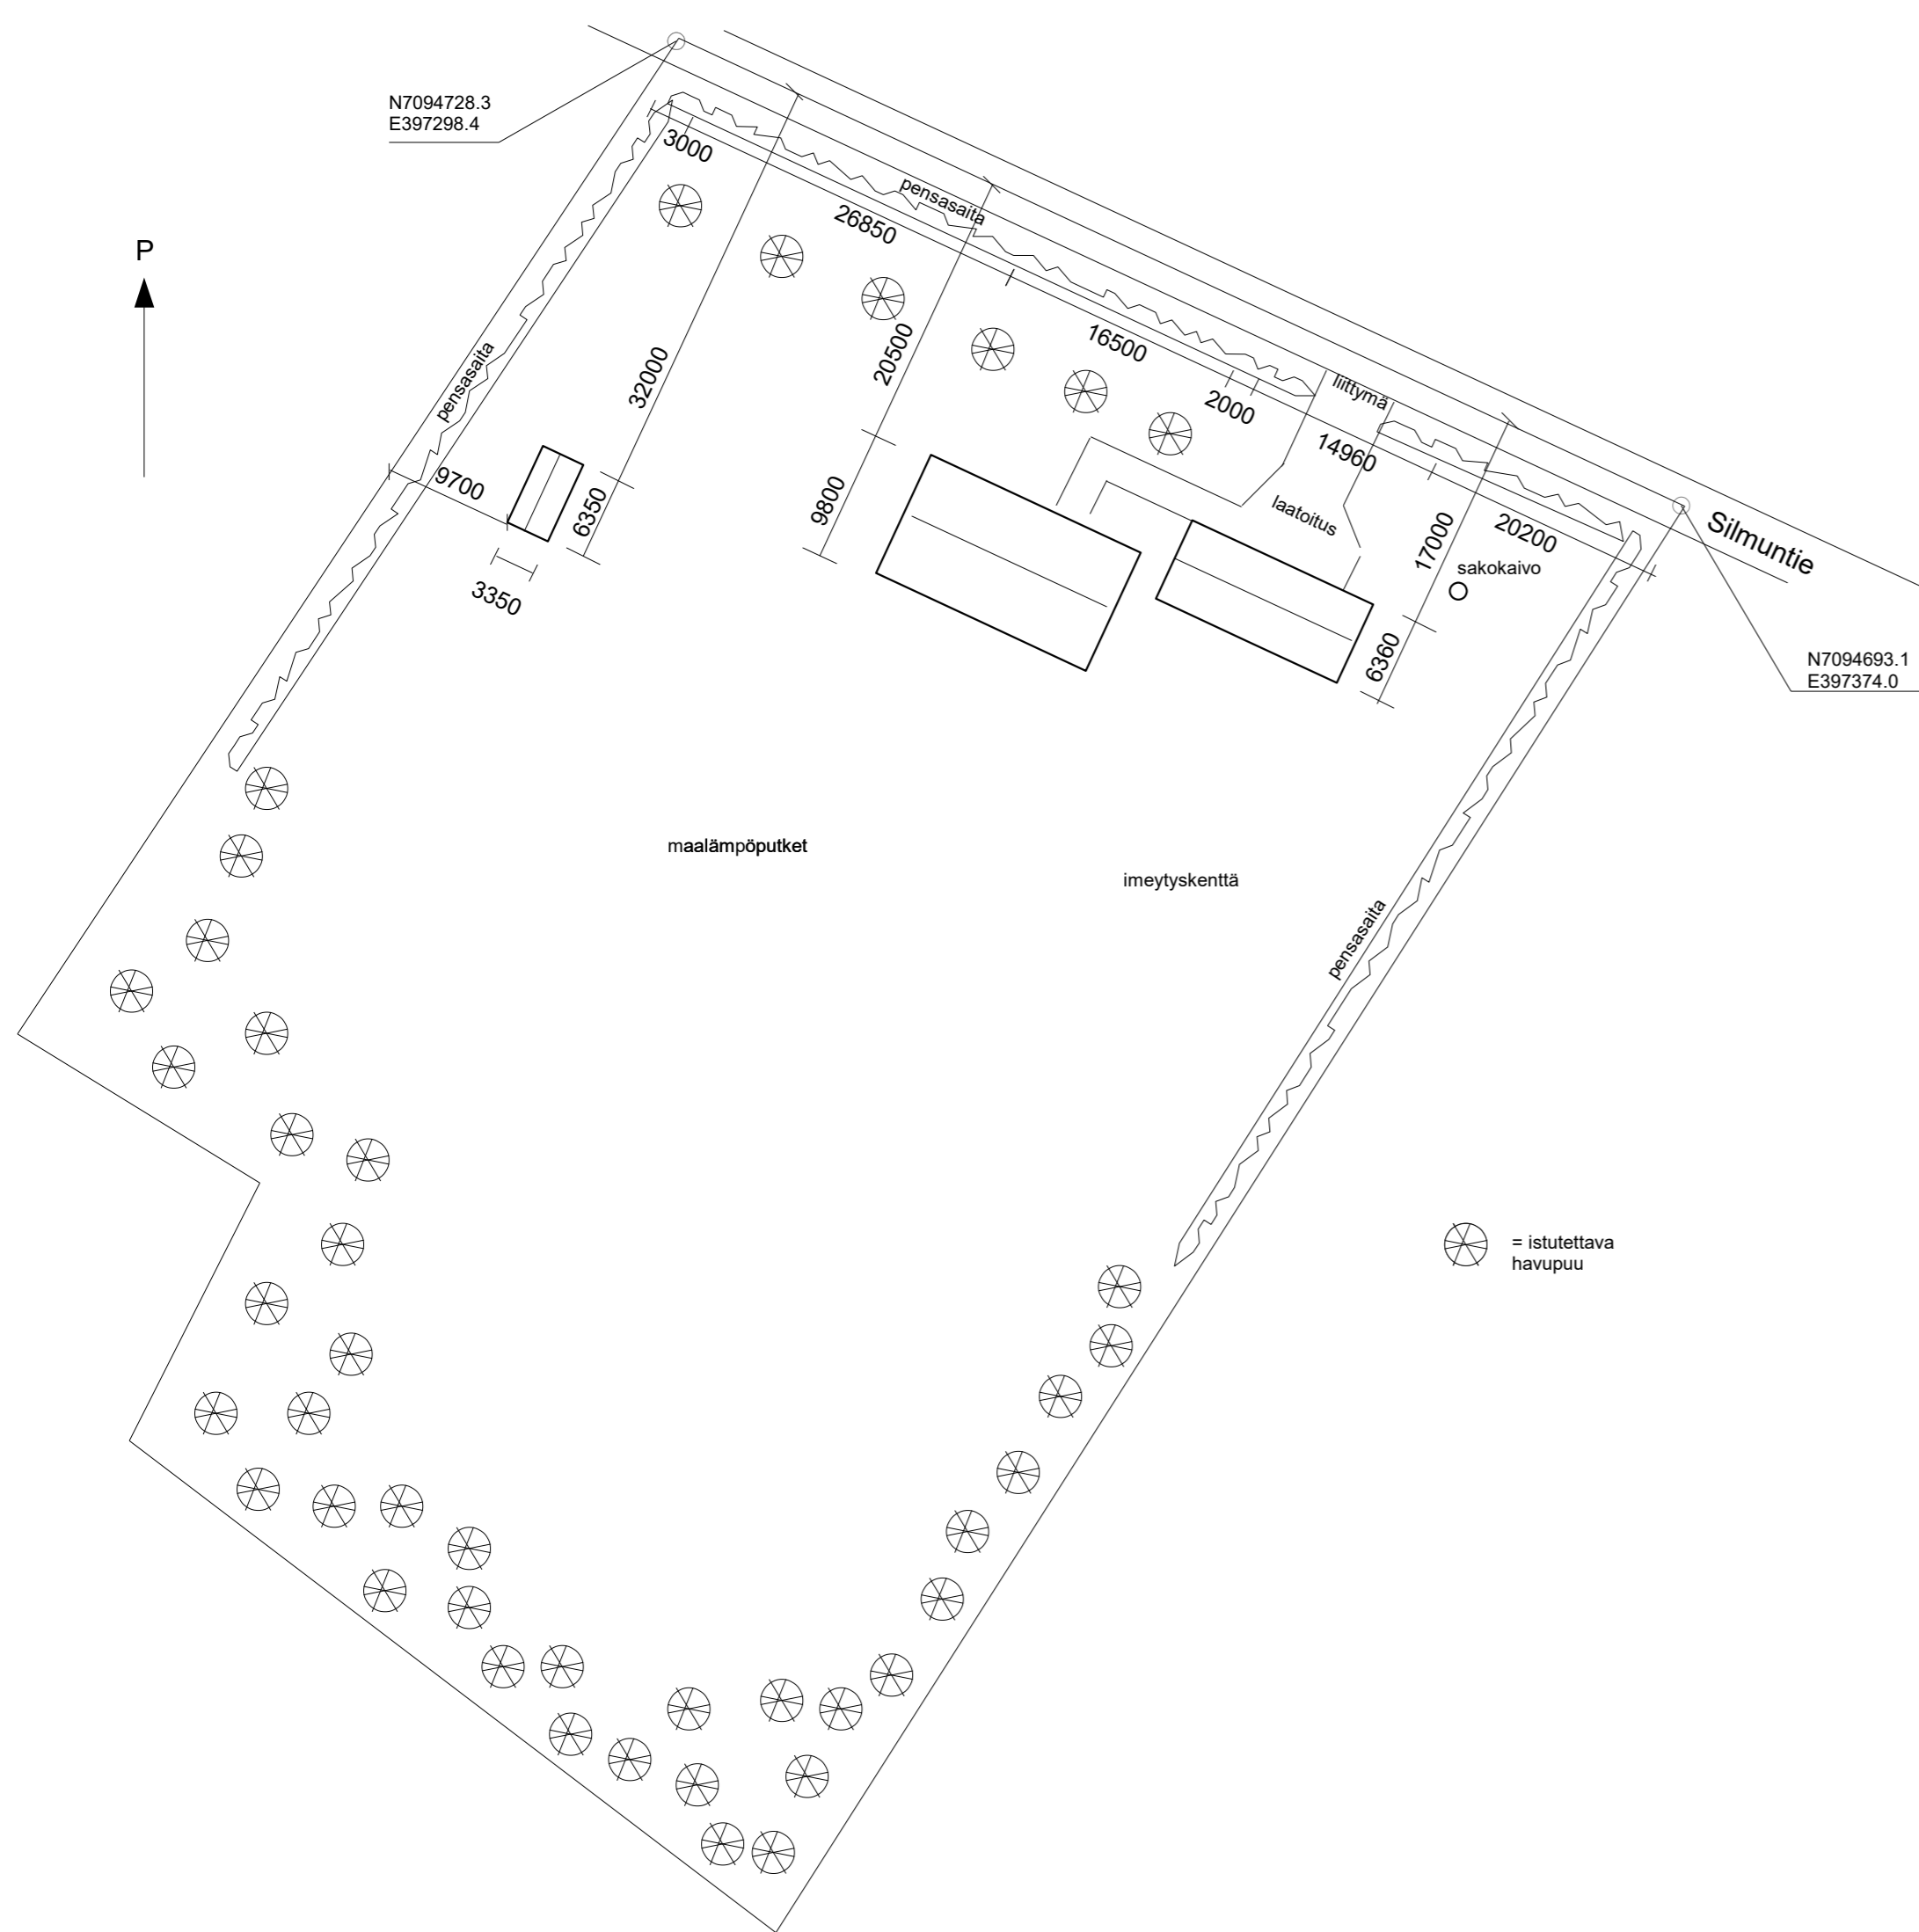 N7094728.3
E397298.4
P
3000
pensasaita
26850
32000
20500
16500
2000
liittymä
14960
pensasaita
9700
6350
3350
9800
laatoitus
17000
20200
Silmuntie
sakokaivo
6360
N7094693.1
E397374.0
maalämpöputket
imeytyskenttä
pensasaita
= istutettava
havupuu